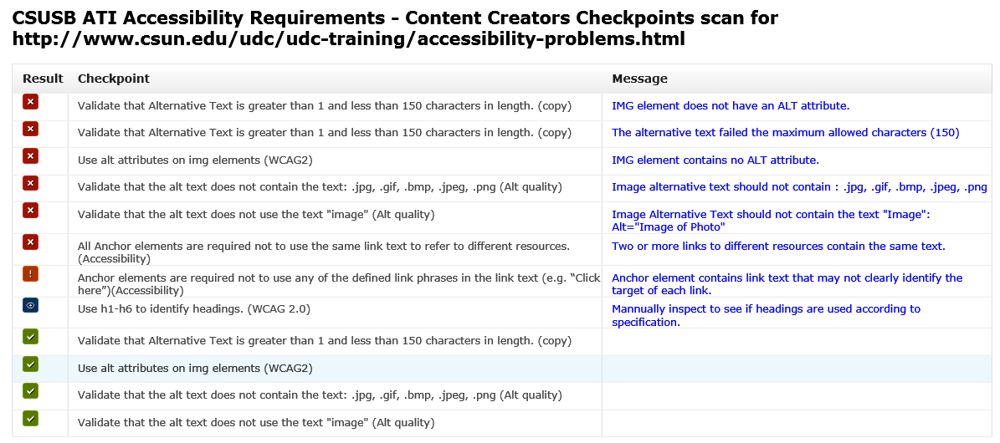 CSUSB ATI Accessibility Requirements - Content Creators Checkpoints scan for
http://www.csun.edu/udc/udc-training/accessibility-problems.html
Result Checkpoint Message
Validate that Alternative Text is greater than 1 and less than 150 characters in length. (copy) IMG element does not have an ALT attribute.
Validate that Alternative Text is greater than 1 and less than 150 characters in length. (copy) The alternative text failed the maximum allowed characters (150)
Use alt attributes on img elements (WCAG2) IMG element contains no ALT attribute.
Validate that the alt text does not contain the text: .jpg, .gif, .bmp, .jpeg, .png (Alt quality) Image alternative text should not contain : .jpg, .gif, .bmp, .jpeg, .png
Validate that the alt text does not use the text "image" (Alt quality) Image Alternative Text should not contain the text "Image":
Alt="Image of Photo"
All Anchor elements are required not to use the same link text to refer to different resources. Two or more links to different resources contain the same text.
(Accessibility)
Anchor elements are required not to use any of the defined link phrases in the link text (e.g. “Click Anchor element contains link text that may not clearly identify the
here”)(Accessibility) target of each link.
Use h1-h6 to identify headings. (WCAG 2.0) Mannually inspect to see if headings are used according to
specification.
Validate that Alternative Text is greater than 1 and less than 150 characters in length. (copy)
Use alt attributes on img elements (WCAG2)
Validate that the alt text does not contain the text: .jpg, .gif, .bmp, .jpeg, .png (Alt quality)
Validate that the alt text does not use the text "image" (Alt quality)